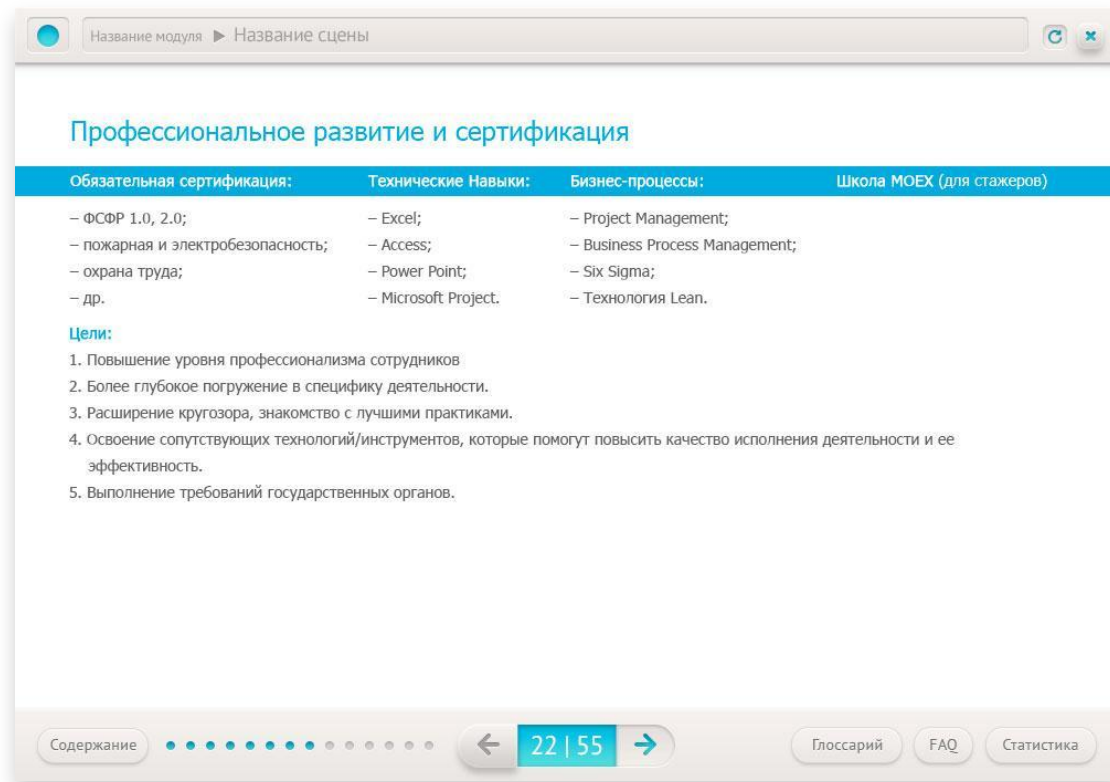 Название модуля ▶ Название сцены
Профессиональное развитие и сертификация
Обязательная сертификация: Технические Навыки: Бизнес-процессы: Школа MOEX (для стажеров)
– ФСФР 1.0, 2.0; – Excel; – Project Management;
– пожарная и электробезопасность; – Access; – Business Process Management;
– охрана труда; – Power Point; – Six Sigma;
– др. – Microsoft Project. – Технология Lean.
Цели:
1. Повышение уровня профессионализма сотрудников
2. Более глубокое погружение в специфику деятельности.
3. Расширение кругозора, знакомство с лучшими практиками.
4. Освоение сопутствующих технологий/инструментов, которые помогут повысить качество исполнения деятельности и ее
эффективность.
5. Выполнение требований государственных органов.
Содержание 22 | 55 Глоссарий FAQ Статистика